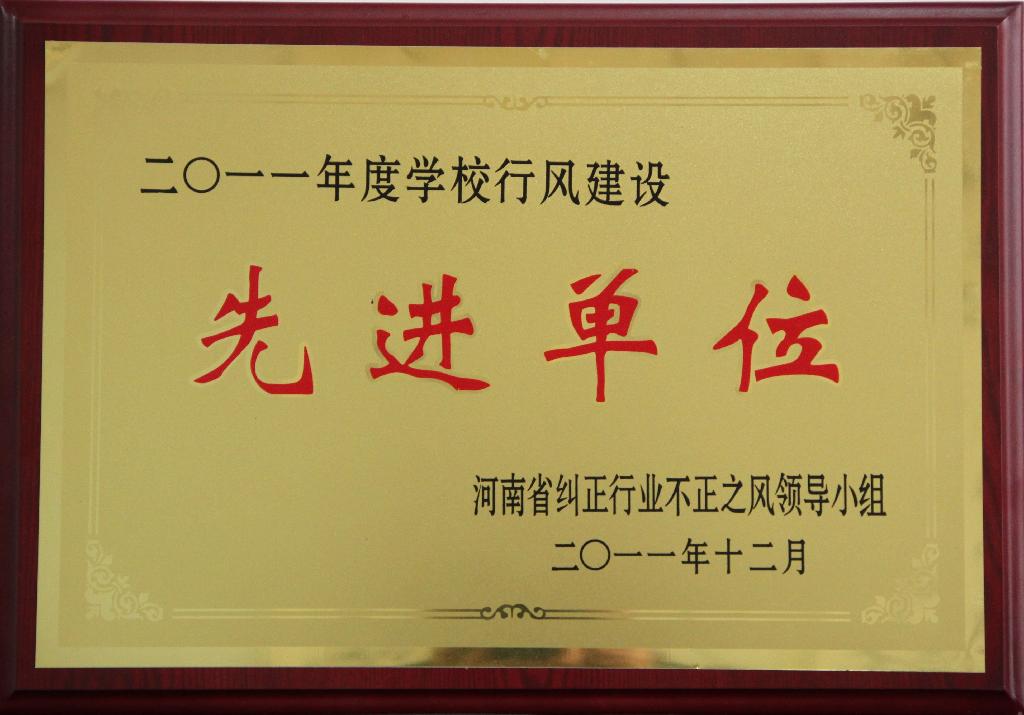 二〇一一年度学校行风建设
先进单位
河南省纠正行业不正之风领导小组
二〇一一年十二月